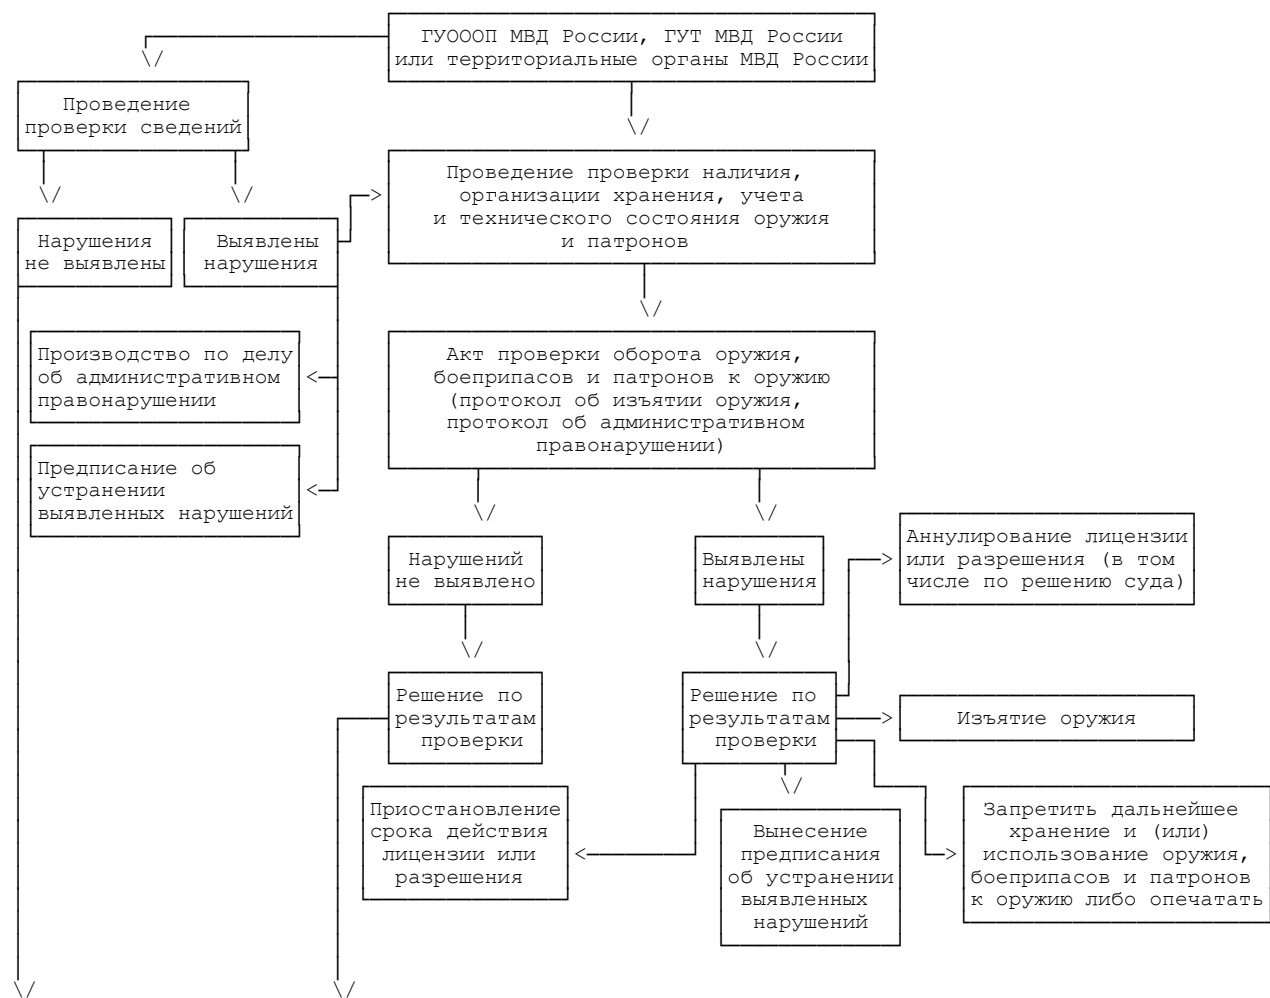 ГУОООП МВД России, ГУТ МВД России
или территориальные органы МВД России
Проведение
проверки сведений
Проведение проверки наличия,
организации хранения, учета
и технического состояния оружия
и патронов
Нарушения
не выявлены
Выявлены
нарушения
Производство по делу
об административном
правонарушении
Предписание об
устранении
выявленных нарушений
Акт проверки оборота оружия,
боеприпасов и патронов к оружию
(протокол об изъятии оружия,
протокол об административном
правонарушении)
Нарушений
не выявлено
Выявлены
нарушения
Аннулирование лицензии
или разрешения (в том
числе по решению суда)
Решение по
результатам
проверки
Решение по
результатам
проверки
Изъятие оружия
Приостановление
срока действия
лицензии или
разрешения
Вынесение
предписания
об устранении
выявленных
нарушений
Запретить дальнейшее
хранение и (или)
использование оружия,
боеприпасов и патронов
к оружию либо опечатать